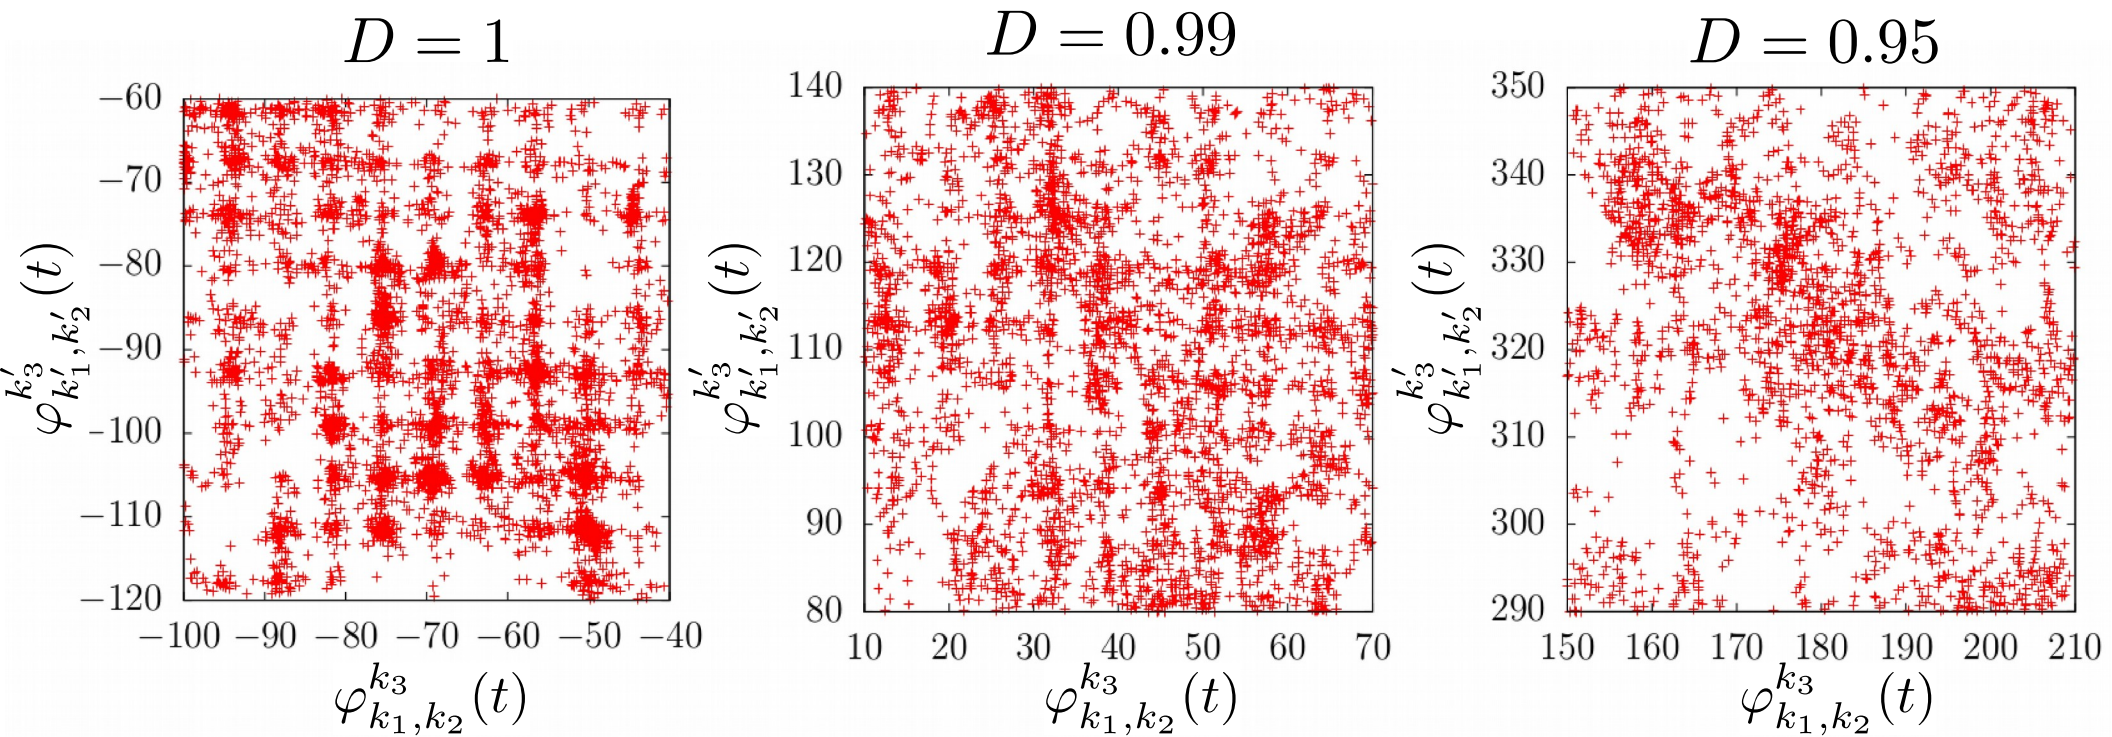 D = 1
D = 0.99
D = 0.95
−60
−70
−80
−90
−100
−110
−120
φ^{k′_3}_{k′_1,k′_2}(t)
−100 −90 −80 −70 −60 −50 −40
φ^{k_3}_{k_1,k_2}(t)
140
130
120
110
100
90
80
φ^{k′_3}_{k′_1,k′_2}(t)
10 20 30 40 50 60 70
φ^{k_3}_{k_1,k_2}(t)
350
340
330
320
310
300
290
φ^{k′_3}_{k′_1,k′_2}(t)
150 160 170 180 190 200 210
φ^{k_3}_{k_1,k_2}(t)